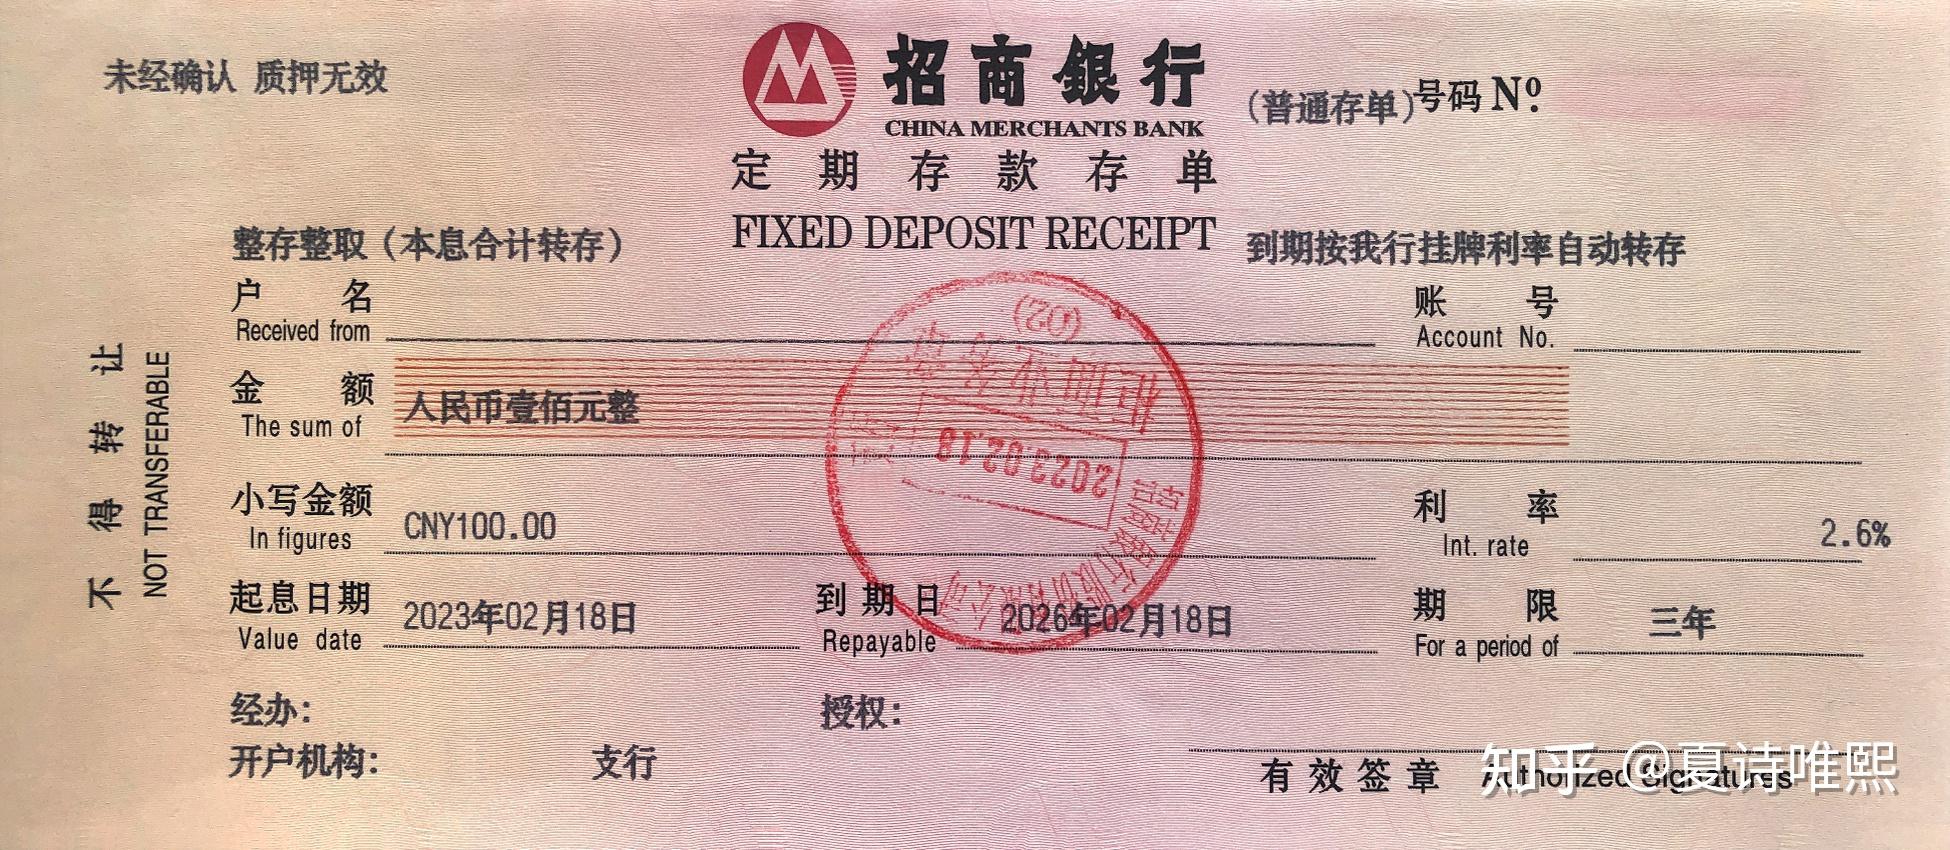 未经确认 质押无效
招商银行
CHINA MERCHANTS BANK
(普通存单)号码 Nº:
定期存款存单
FIXED DEPOSIT RECEIPT
整存整取（本息合计转存）
到期按我行挂牌利率自动转存
户名
Received from
账号
Account No.
不得转让
NOT TRANSFERABLE
金额
The sum of
人民币壹佰元整
小写金额
In figures
CNY100.00
利率
Int. rate
2.6%
起息日期
Value date
2023年02月18日
到期日
Repayable
2026年02月18日
期限
For a period of
三年
(02)
2023.02.18
经办:
授权:
开户机构: 支行
有效签章 Authorized Signatures
知乎 @夏诗唯熙